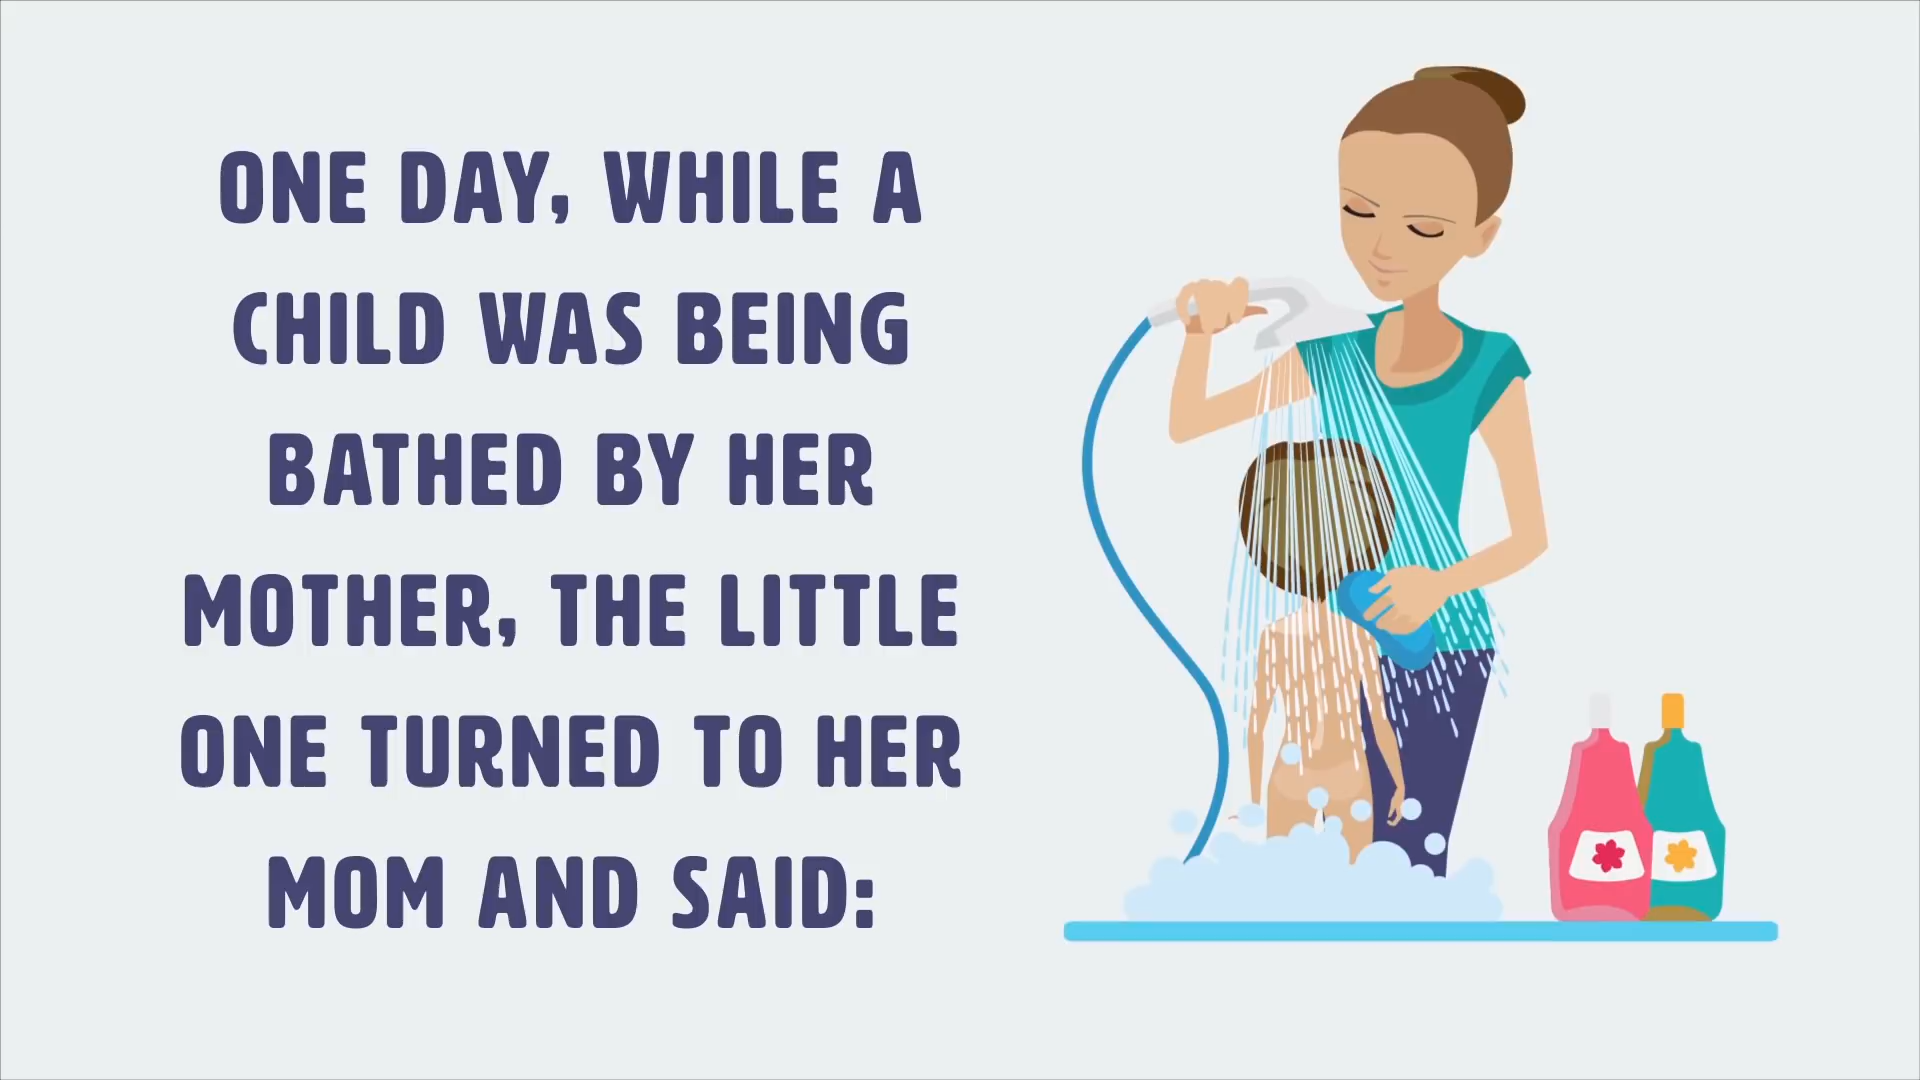 ONE DAY, WHILE A
CHILD WAS BEING
BATHED BY HER
MOTHER, THE LITTLE
ONE TURNED TO HER
MOM AND SAID: